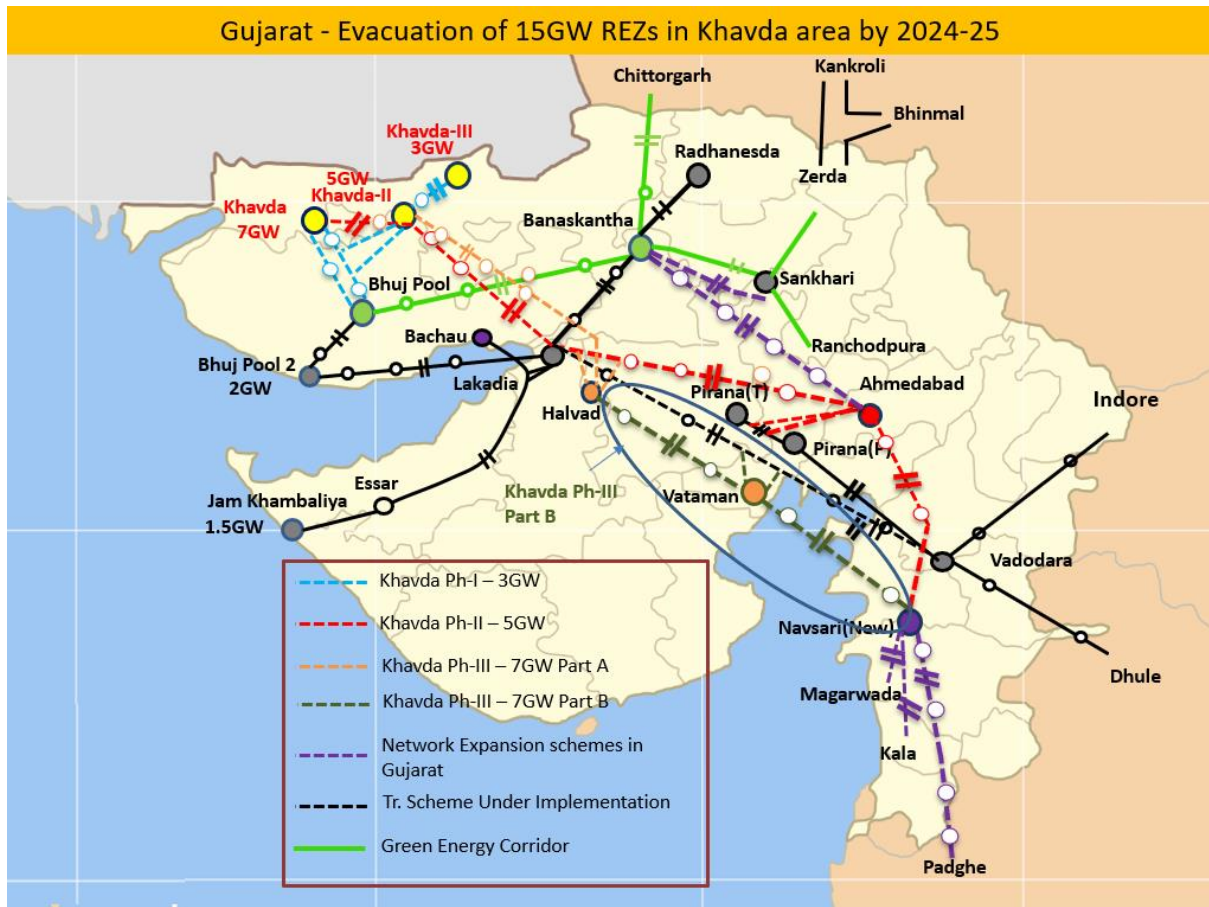 Gujarat - Evacuation of 15GW REZs in Khavda area by 2024-25
Chittorgarh
Kankroli
Bhinmal
Zerda
Khavda-III
3GW
Radhanesda
5GW
Khavda-II
Khavda
7GW
Banaskantha
Sankhari
Bhuj Pool
Ranchodpura
Bachau
Bhuj Pool 2
2GW
Lakadia
Ahmedabad
Halvad
Pirana(T)
Indore
Pirana(P)
Khavda Ph-III
Part B
Vataman
Essar
Jam Khambaliya
1.5GW
Vadodara
Navsari(New)
Magarwada
Kala
Dhule
Padghe
Khavda Ph-I – 3GW
Khavda Ph-II – 5GW
Khavda Ph-III – 7GW Part A
Khavda Ph-III – 7GW Part B
Network Expansion schemes in
Gujarat
Tr. Scheme Under Implementation
Green Energy Corridor